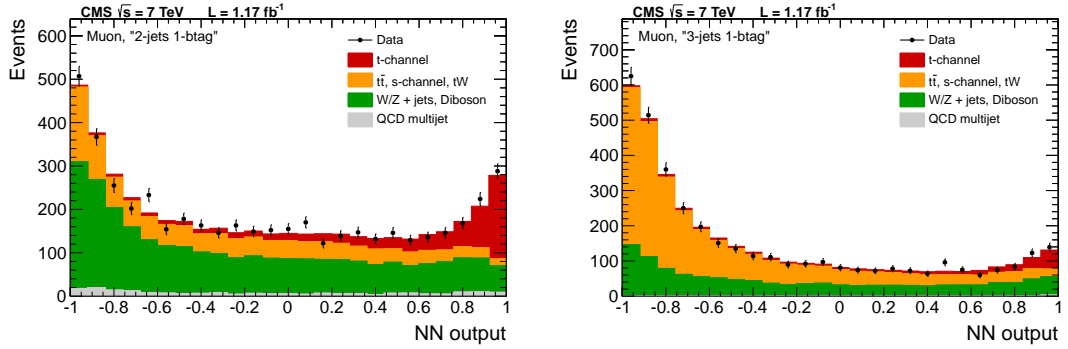 CMS √s = 7 TeV L = 1.17 fb⁻¹
Events
Muon, "2-jets 1-btag"
Data
t-channel
tt̄, s-channel, tW
W/Z + jets, Diboson
QCD multijet
600
500
400
300
200
100
0
-1 -0.8 -0.6 -0.4 -0.2 0 0.2 0.4 0.6 0.8 1
NN output
CMS √s = 7 TeV L = 1.17 fb⁻¹
Events
Muon, "3-jets 1-btag"
Data
t-channel
tt̄, s-channel, tW
W/Z + jets, Diboson
QCD multijet
700
600
500
400
300
200
100
0
-1 -0.8 -0.6 -0.4 -0.2 0 0.2 0.4 0.6 0.8 1
NN output